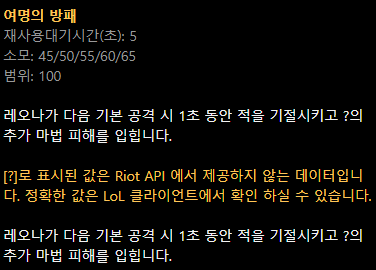 여명의 방패
재사용대기시간(초): 5
소모: 45/50/55/60/65
범위: 100
레오나가 다음 기본 공격 시 1초 동안 적을 기절시키고 ?의
추가 마법 피해를 입힙니다.
[?]로 표시된 값은 Riot API 에서 제공하지 않는 데이터입니
다. 정확한 값은 LoL 클라이언트에서 확인 하실 수 있습니다.
레오나가 다음 기본 공격 시 1초 동안 적을 기절시키고 ?의
추가 마법 피해를 입힙니다.